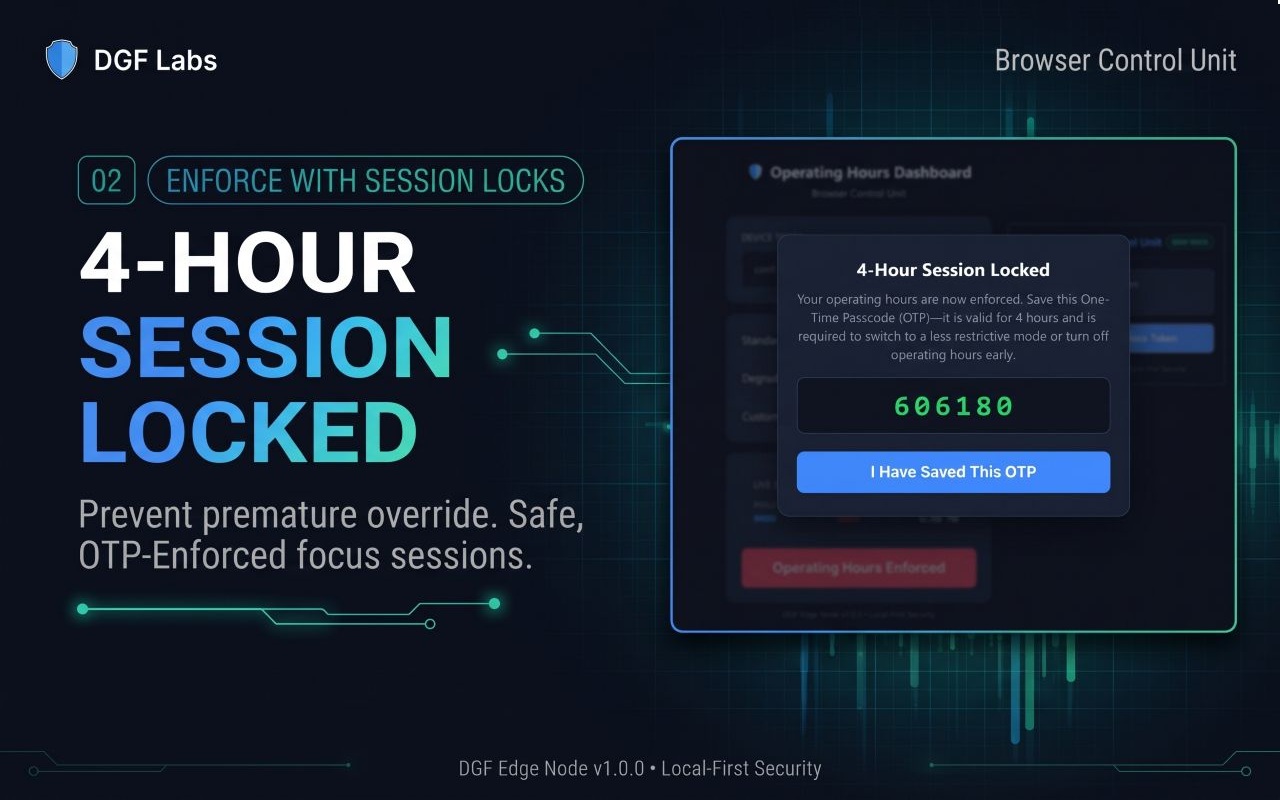 DGF Labs
Browser Control Unit
02
ENFORCE WITH SESSION LOCKS
4-HOUR
SESSION
LOCKED
Prevent premature override. Safe,
OTP-Enforced focus sessions.
Operating Hours Dashboard
Browser Control Unit
4-Hour Session Locked
Your operating hours are now enforced. Save this One-
Time Passcode (OTP)—it is valid for 4 hours and is
required to switch to a less restrictive mode or turn off
operating hours early.
606180
I Have Saved This OTP
Operating Hours Enforced
DGF Edge Node v1.0.0 • Local-First Security